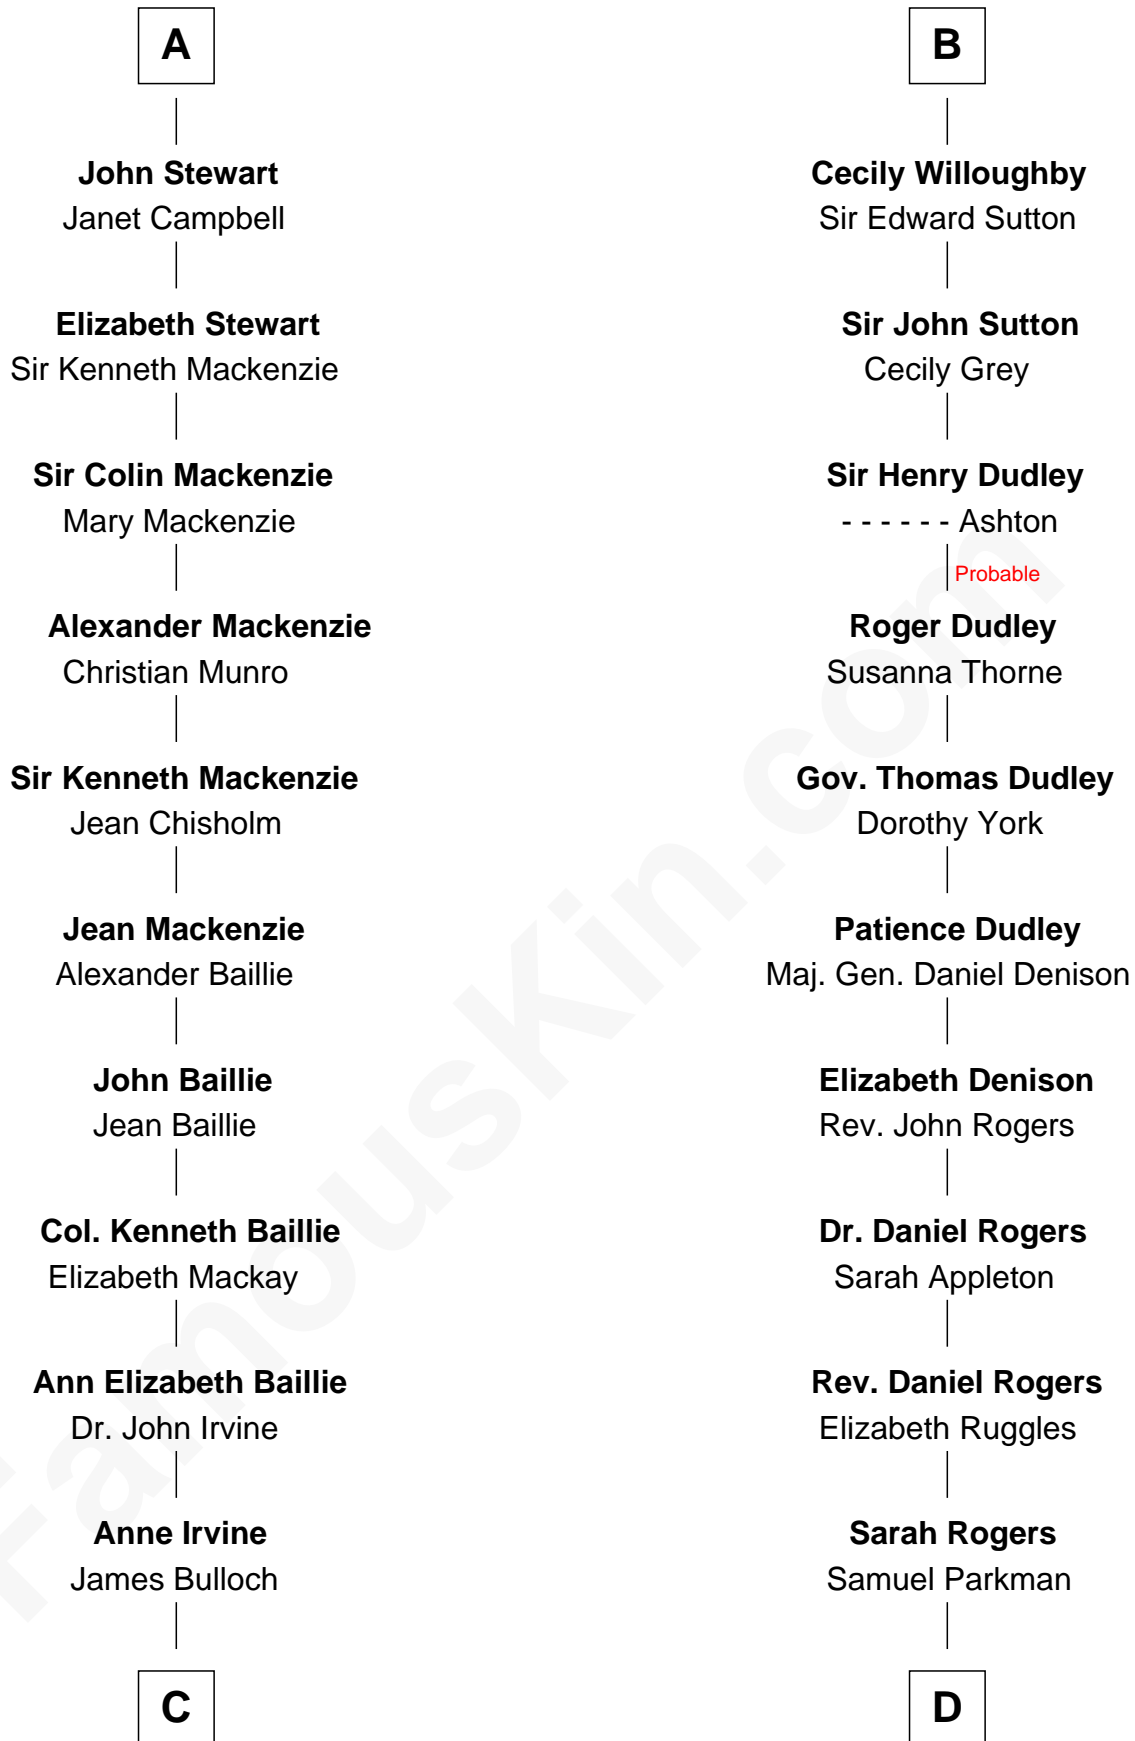 A
John Stewart
Janet Campbell
Elizabeth Stewart
Sir Kenneth Mackenzie
Sir Colin Mackenzie
Mary Mackenzie
Alexander Mackenzie
Christian Munro
Sir Kenneth Mackenzie
Jean Chisholm
Jean Mackenzie
Alexander Baillie
John Baillie
Jean Baillie
Col. Kenneth Baillie
Elizabeth Mackay
Ann Elizabeth Baillie
Dr. John Irvine
Anne Irvine
James Bulloch
C
B
Cecily Willoughby
Sir Edward Sutton
Sir John Sutton
Cecily Grey
Sir Henry Dudley
- - - - - - Ashton
Probable
Roger Dudley
Susanna Thorne
Gov. Thomas Dudley
Dorothy York
Patience Dudley
Maj. Gen. Daniel Denison
Elizabeth Denison
Rev. John Rogers
Dr. Daniel Rogers
Sarah Appleton
Rev. Daniel Rogers
Elizabeth Ruggles
Sarah Rogers
Samuel Parkman
D
FamousKin.com